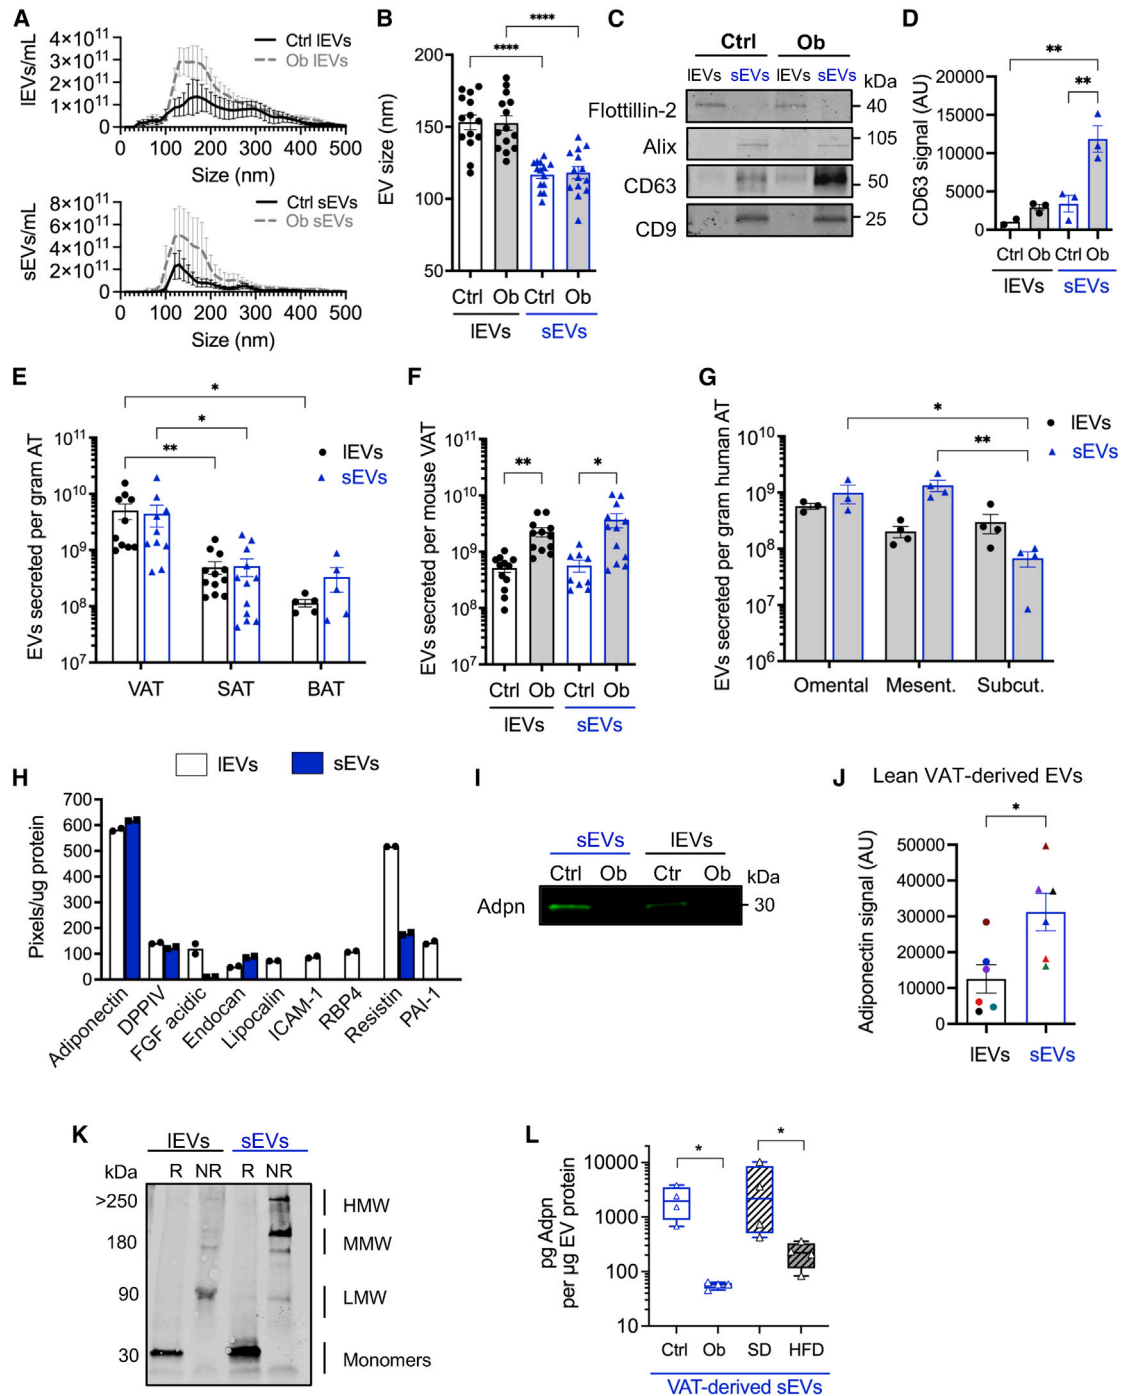 A
lEVs/mL
4×10¹¹
3×10¹¹
2×10¹¹
1×10¹¹
0
Ctrl lEVs
Ob lEVs
0 100 200 300 400 500
Size (nm)
sEVs/mL
8×10¹¹
6×10¹¹
4×10¹¹
2×10¹¹
0
Ctrl sEVs
Ob sEVs
0 100 200 300 400 500
Size (nm)
B
EV size (nm)
200
150
100
50
****
****
Ctrl Ob Ctrl Ob
lEVs sEVs
C
Ctrl Ob
lEVs sEVs lEVs sEVs kDa
Flottillin-2 40
Alix 105
CD63 50
CD9 25
D
CD63 signal (AU)
20000
15000
10000
5000
0
**
**
Ctrl Ob Ctrl Ob
lEVs sEVs
E
EVs secreted per gram AT
10¹¹
10¹⁰
10⁹
10⁸
10⁷
*
*
**
lEVs
sEVs
VAT SAT BAT
F
EVs secreted per mouse VAT
10¹¹
10¹⁰
10⁹
10⁸
10⁷
** *
Ctrl Ob Ctrl Ob
lEVs sEVs
G
EVs secreted per gram human AT
10¹⁰
10⁹
10⁸
10⁷
10⁶
*
**
lEVs
sEVs
Omental Mesent. Subcut.
H
lEVs sEVs
Pixels/ug protein
700
600
500
400
300
200
100
0
Adiponectin
DPPIV
FGF acidic
Endocan
Lipocalin
ICAM-1
RBP4
Resistin
PAI-1
I
sEVs lEVs
Ctrl Ob Ctr Ob kDa
Adpn 30
J
Lean VAT-derived EVs
Adiponectin signal (AU)
50000
40000
30000
20000
10000
0
*
lEVs sEVs
K
lEVs sEVs
kDa R NR R NR
>250 HMW
180 MMW
90 LMW
30 Monomers
L
pg Adpn
per µg EV protein
10000
1000
100
10
* *
Ctrl Ob SD HFD
VAT-derived sEVs